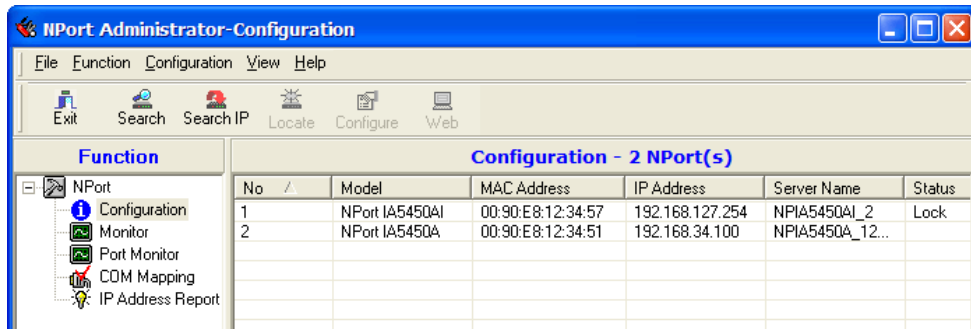 NPort Administrator-Configuration
File Function Configuration View Help
Exit Search Search IP Locate Configure Web
Function
Configuration - 2 NPort(s)
NPort
Configuration
Monitor
Port Monitor
COM Mapping
IP Address Report
No Model MAC Address IP Address Server Name Status
1 NPort IA5450AI 00:90:E8:12:34:57 192.168.127.254 NPIA5450AI_2 Lock
2 NPort IA5450A 00:90:E8:12:34:51 192.168.34.100 NPIA5450A_12...